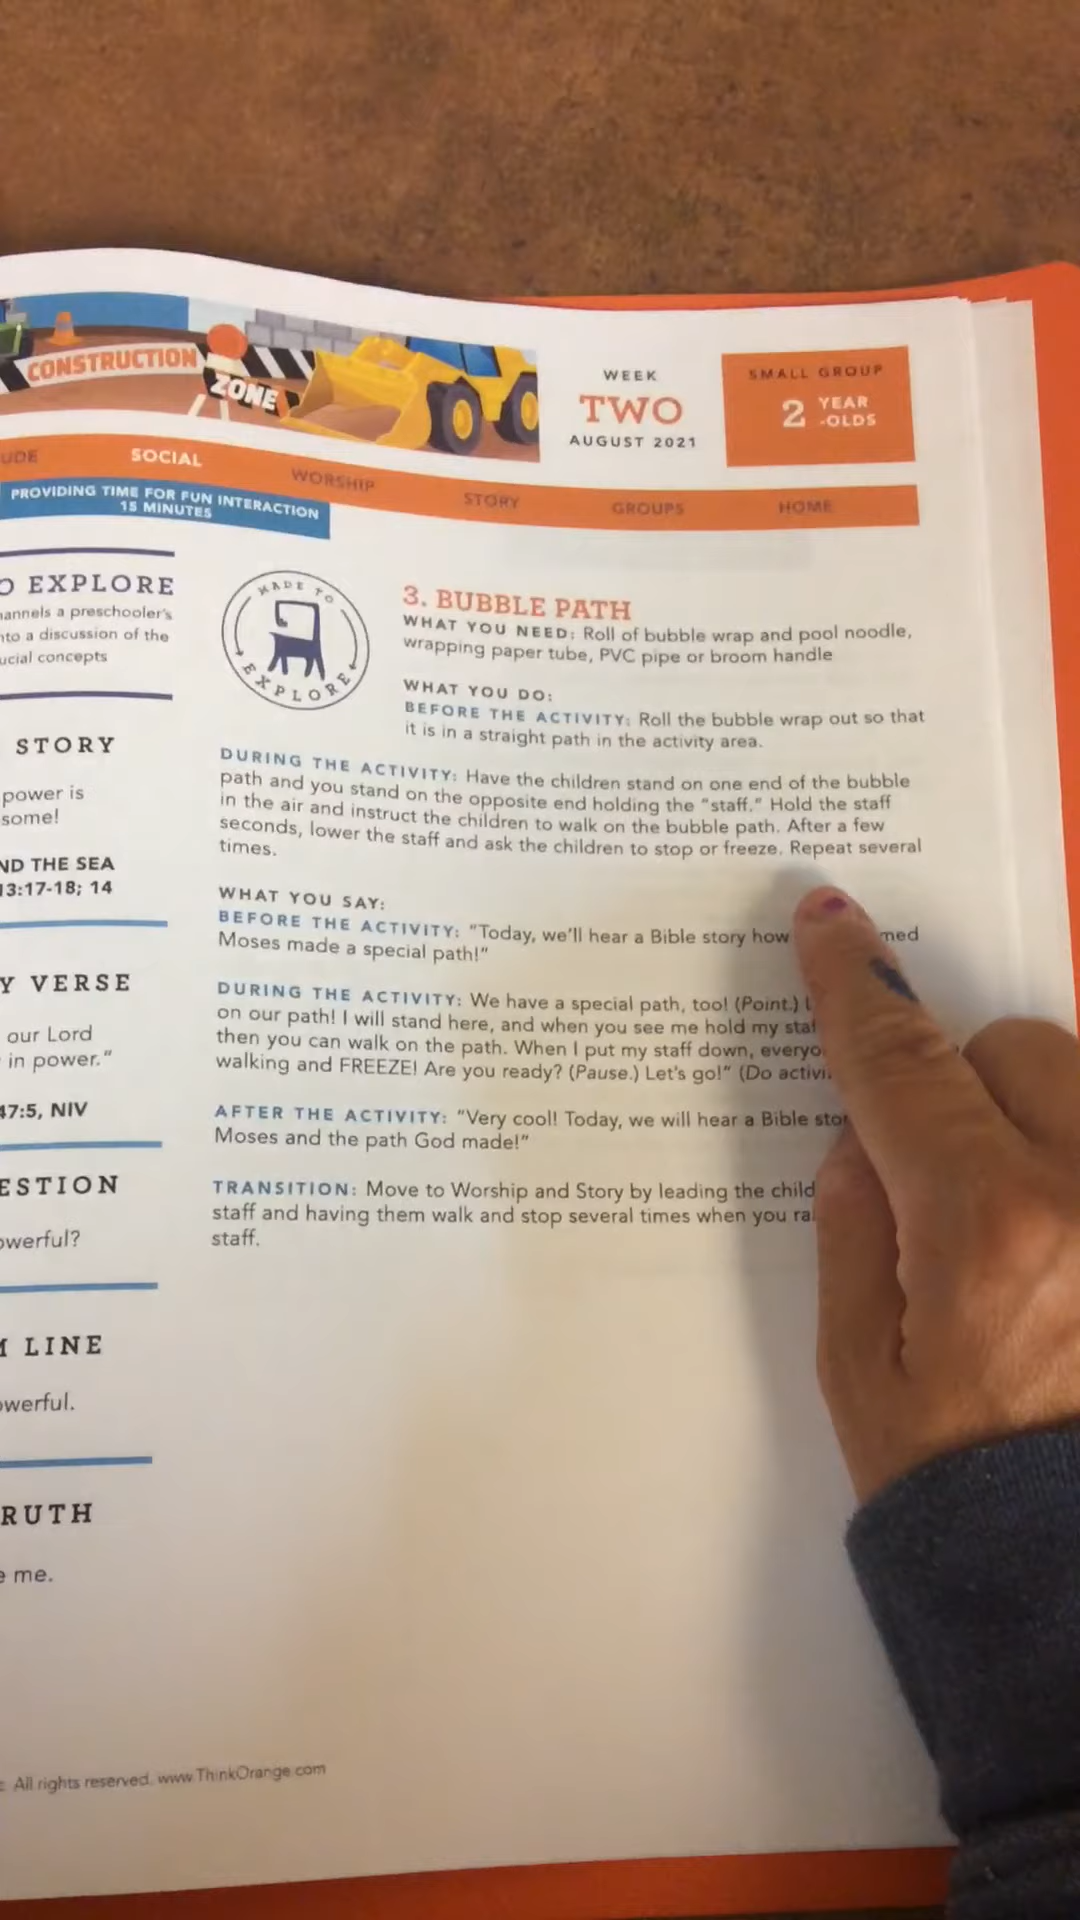 CONSTRUCTION
ZONE
WEEK
TWO
AUGUST 2021
SMALL GROUP
2 YEAR
-OLDS
UDE SOCIAL WORSHIP STORY GROUPS HOME
PROVIDING TIME FOR FUN INTERACTION
15 MINUTES
O EXPLORE
hannels a preschooler's
nto a discussion of the
ucial concepts
STORY
power is
some!
ND THE SEA
13:17-18; 14
Y VERSE
our Lord
in power."
47:5, NIV
ESTION
owerful?
M LINE
owerful.
RUTH
e me.
MADE TO
EXPLORE
3. BUBBLE PATH
WHAT YOU NEED: Roll of bubble wrap and pool noodle,
wrapping paper tube, PVC pipe or broom handle
WHAT YOU DO:
BEFORE THE ACTIVITY: Roll the bubble wrap out so that
it is in a straight path in the activity area.
DURING THE ACTIVITY: Have the children stand on one end of the bubble
path and you stand on the opposite end holding the "staff." Hold the staff
in the air and instruct the children to walk on the bubble path. After a few
seconds, lower the staff and ask the children to stop or freeze. Repeat several
times.
WHAT YOU SAY:
BEFORE THE ACTIVITY: "Today, we'll hear a Bible story how med
Moses made a special path!"
DURING THE ACTIVITY: We have a special path, too! (Point.)
on our path! I will stand here, and when you see me hold my staf
then you can walk on the path. When I put my staff down, everyo
walking and FREEZE! Are you ready? (Pause.) Let's go!" (Do activi
AFTER THE ACTIVITY: "Very cool! Today, we will hear a Bible stor
Moses and the path God made!"
TRANSITION: Move to Worship and Story by leading the child
staff and having them walk and stop several times when you ra
staff.
All rights reserved. www.ThinkOrange.com